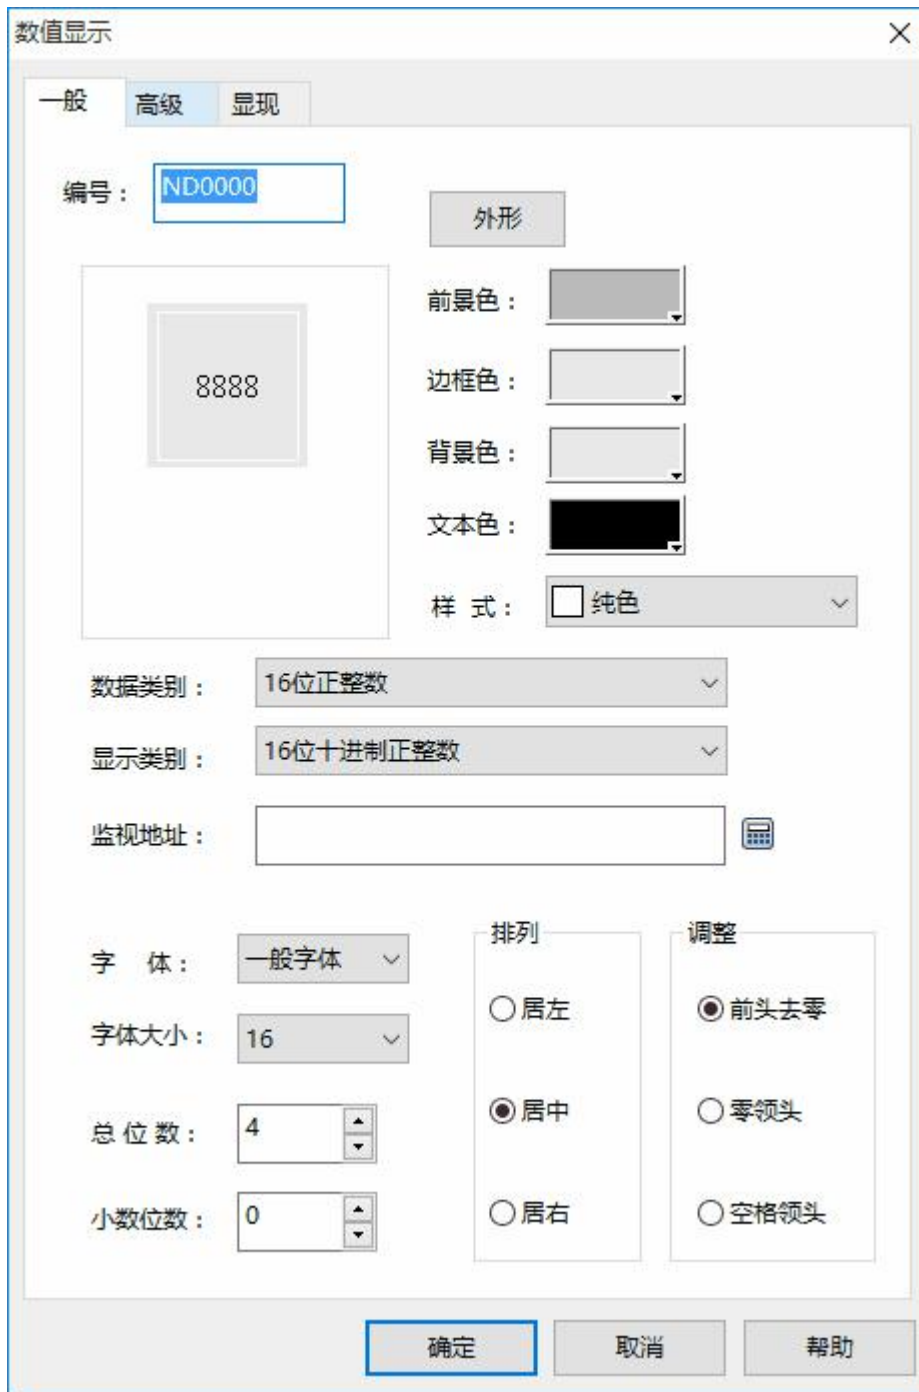 数值显示
一般 高级 显现
编号： ND0000
外形
8888
前景色：
边框色：
背景色：
文本色：
样 式： 纯色
数据类别： 16位正整数
显示类别： 16位十进制正整数
监视地址：
字 体： 一般字体
字体大小： 16
总 位 数： 4
小数位数： 0
排列
居左
居中
居右
调整
前头去零
零领头
空格领头
确定 取消 帮助